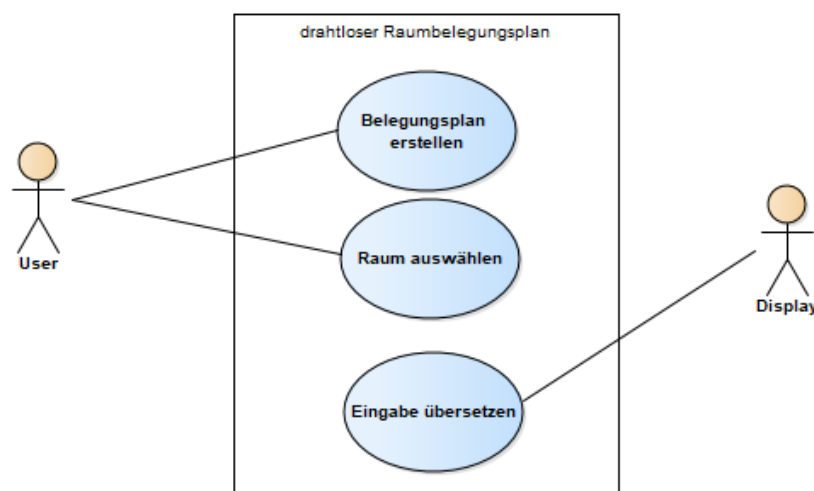 drahtloser Raumbelegungsplan
Belegungsplan
erstellen
User
Raum auswählen
Display
Eingabe übersetzen